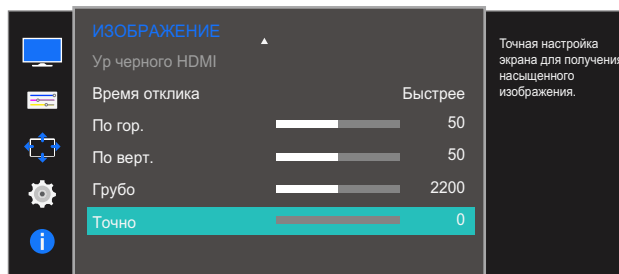 ИЗОБРАЖЕНИЕ
Ур черного HDMI
Время отклика Быстрее
По гор. 50
По верт. 50
Грубо 2200
Точно 0
Точная настройка
экрана для получения
насыщенного
изображения.